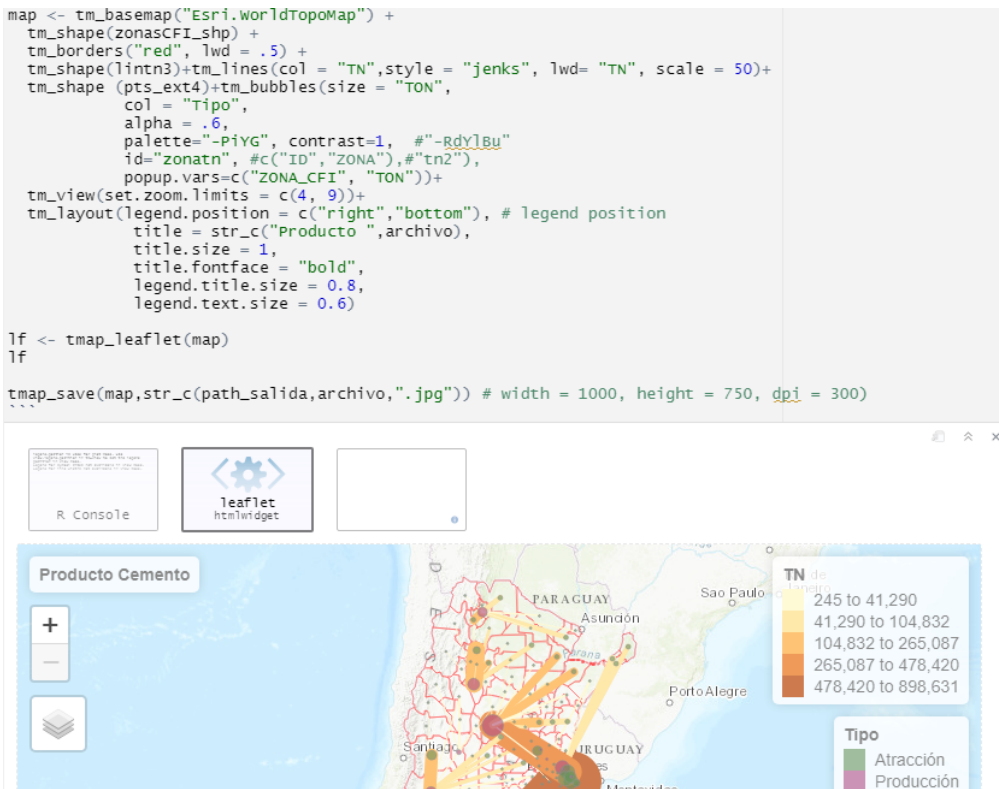 map <- tm_basemap("Esri.WorldTopoMap") +
tm_shape(zonasCFI_shp) +
tm_borders("red", lwd = .5) +
tm_shape(lintn3)+tm_lines(col = "TN",style = "jenks", lwd= "TN", scale = 50)+
tm_shape (pts_ext4)+tm_bubbles(size = "TON",
col = "Tipo",
alpha = .6,
palette="-PiYG", contrast=1, #"-RdYlBu"
id="zonatn", #c("ID","ZONA"),#"tn2"),
popup.vars=c("ZONA_CFI", "TON"))+
tm_view(set.zoom.limits = c(4, 9))+
tm_layout(legend.position = c("right","bottom"), # legend position
title = str_c("Producto ",archivo),
title.size = 1,
title.fontface = "bold",
legend.title.size = 0.8,
legend.text.size = 0.6)
lf <- tmap_leaflet(map)
lf
tmap_save(map,str_c(path_salida,archivo,".jpg")) # width = 1000, height = 750, dpi = 300)
```
R Console
leaflet
htmlwidget
Producto Cemento
+
−
PARAGUAY
Asunción
Parana
Sao Paulo
Porto Alegre
Santiago
URUGUAY
Montevideo
TN
245 to 41,290
41,290 to 104,832
104,832 to 265,087
265,087 to 478,420
478,420 to 898,631
Tipo
Atracción
Producción